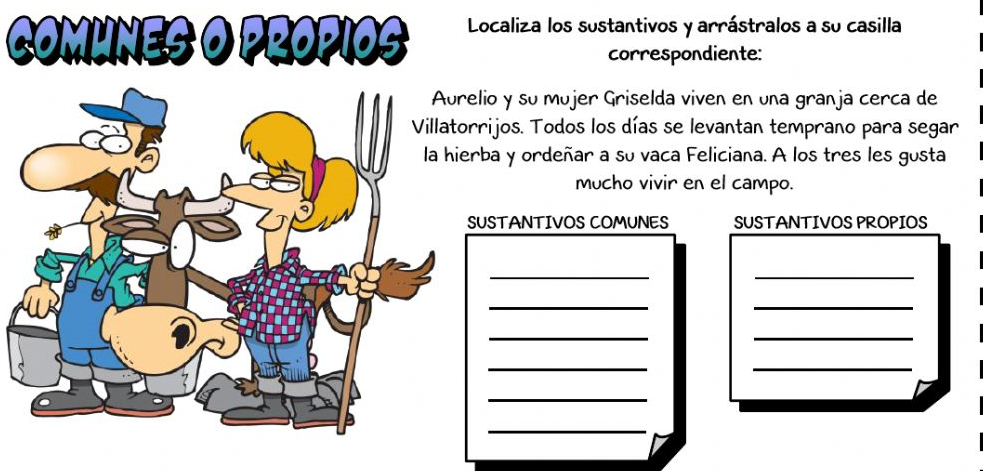 COMUNES O PROPIOS
Localiza los sustantivos y arrástralos a su casilla
correspondiente:
Aurelio y su mujer Griselda viven en una granja cerca de
Villatorrijos. Todos los días se levantan temprano para segar
la hierba y ordeñar a su vaca Feliciana. A los tres les gusta
mucho vivir en el campo.
SUSTANTIVOS COMUNES
SUSTANTIVOS PROPIOS